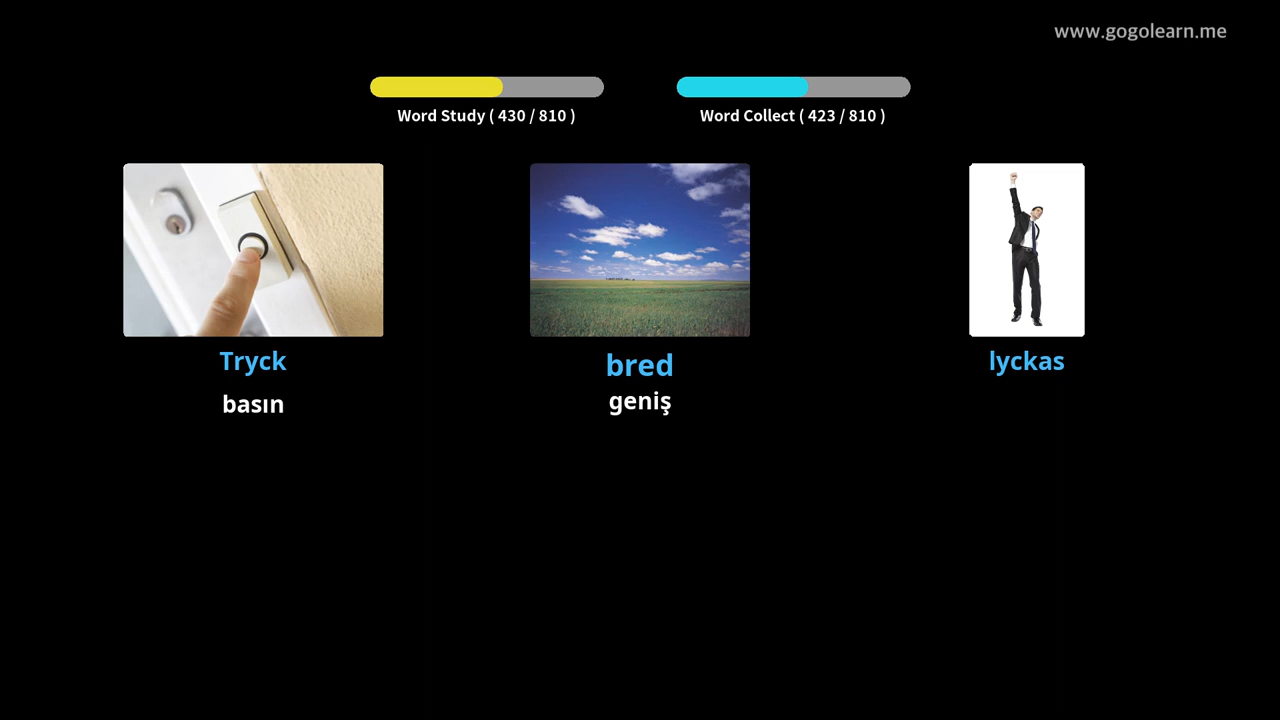 www.gogolearn.me
Word Study ( 430 / 810 )
Word Collect ( 423 / 810 )
Tryck
basın
bred
geniş
lyckas